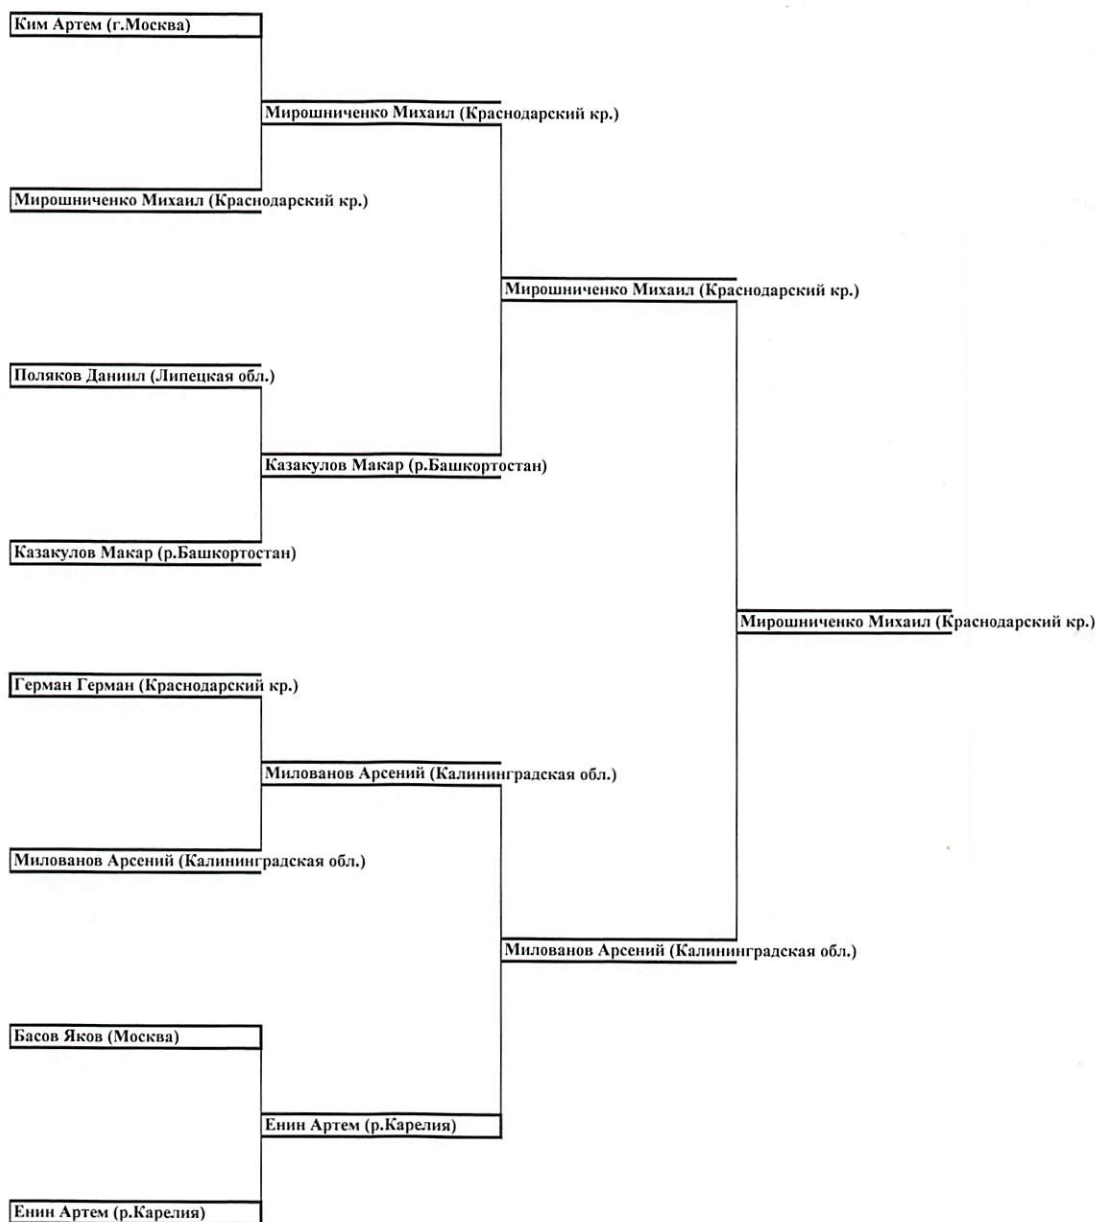 Ким Артем (г.Москва)
Мирошниченко Михаил (Краснодарский кр.)
Мирошниченко Михаил (Краснодарский кр.)
Мирошниченко Михаил (Краснодарский кр.)
Поляков Даниил (Липецкая обл.)
Казакулов Макар (р.Башкортостан)
Казакулов Макар (р.Башкортостан)
Мирошниченко Михаил (Краснодарский кр.)
Герман Герман (Краснодарский кр.)
Милованов Арсений (Калининградская обл.)
Милованов Арсений (Калининградская обл.)
Милованов Арсений (Калининградская обл.)
Басов Яков (Москва)
Енин Артем (р.Карелия)
Енин Артем (р.Карелия)